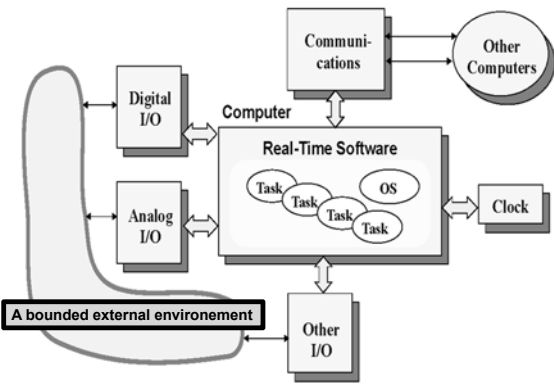 Communi-
cations
Other
Computers
Digital
I/O
Computer
Real-Time Software
Task
OS
Task
Task
Task
Analog
I/O
Clock
A bounded external environement
Other
I/O